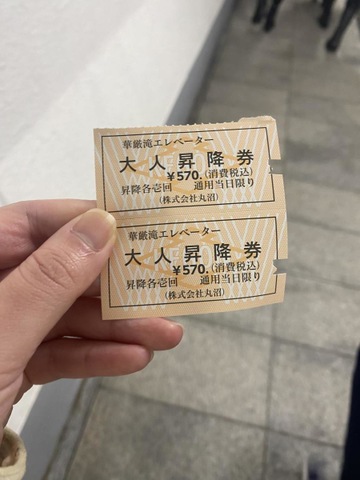 華厳滝エレベーター
大人昇降券
¥570.(消費税込)
昇降各壱回 通用当日限り
(株式会社丸沼)
華厳滝エレベーター
大人昇降券
¥570.(消費税込)
昇降各壱回 通用当日限り
(株式会社丸沼)